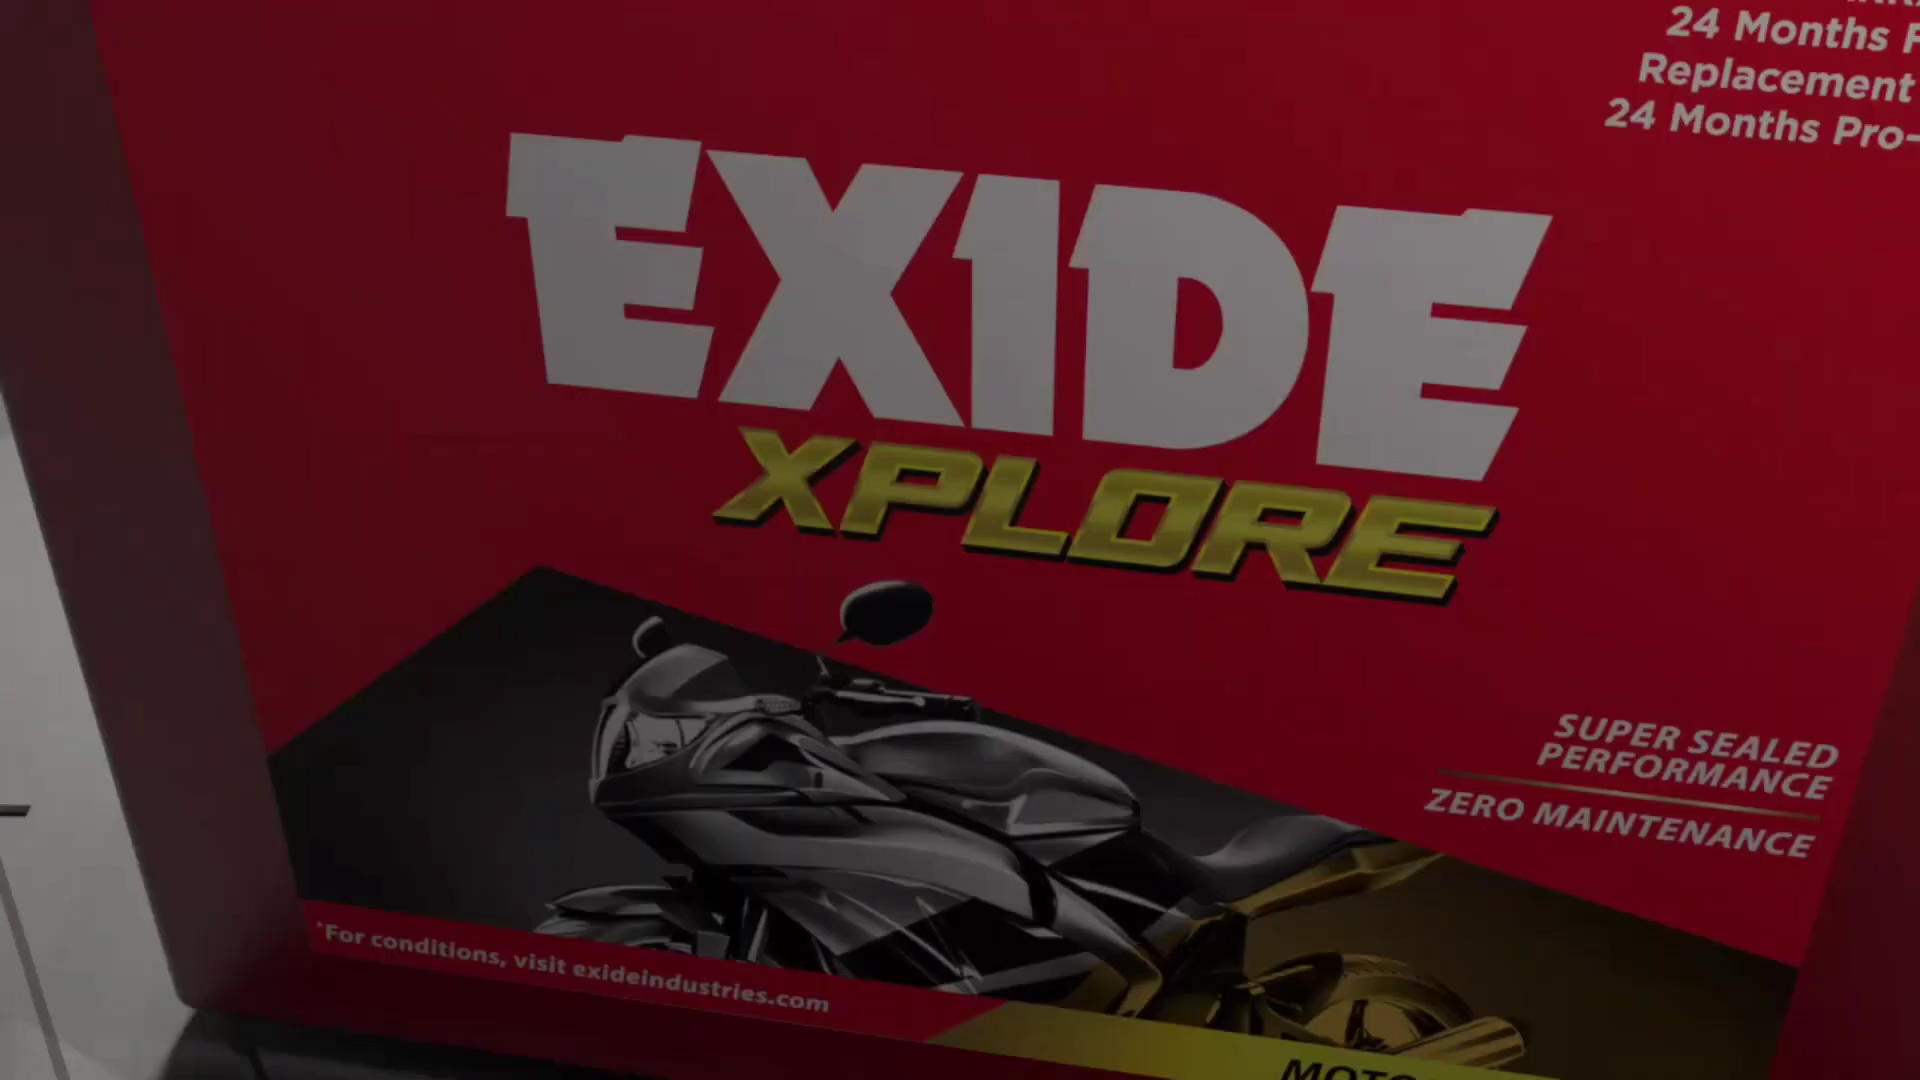 24 Months
Replacement
24 Months Pro-
EXIDE
XPLORE
SUPER SEALED
PERFORMANCE
ZERO MAINTENANCE
*For conditions, visit exideindustries.com